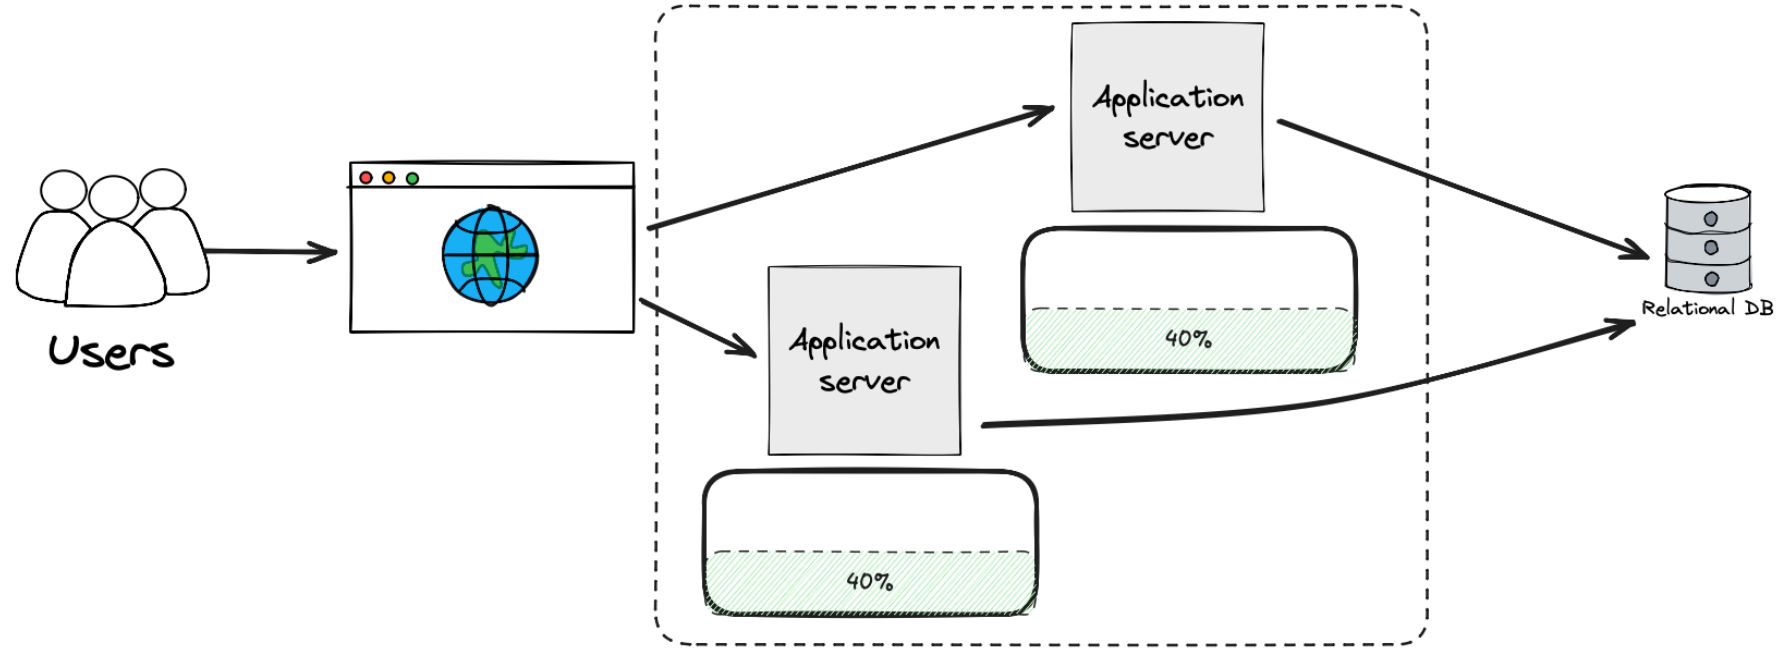 Users
Application
server
40%
Application
server
40%
Relational DB